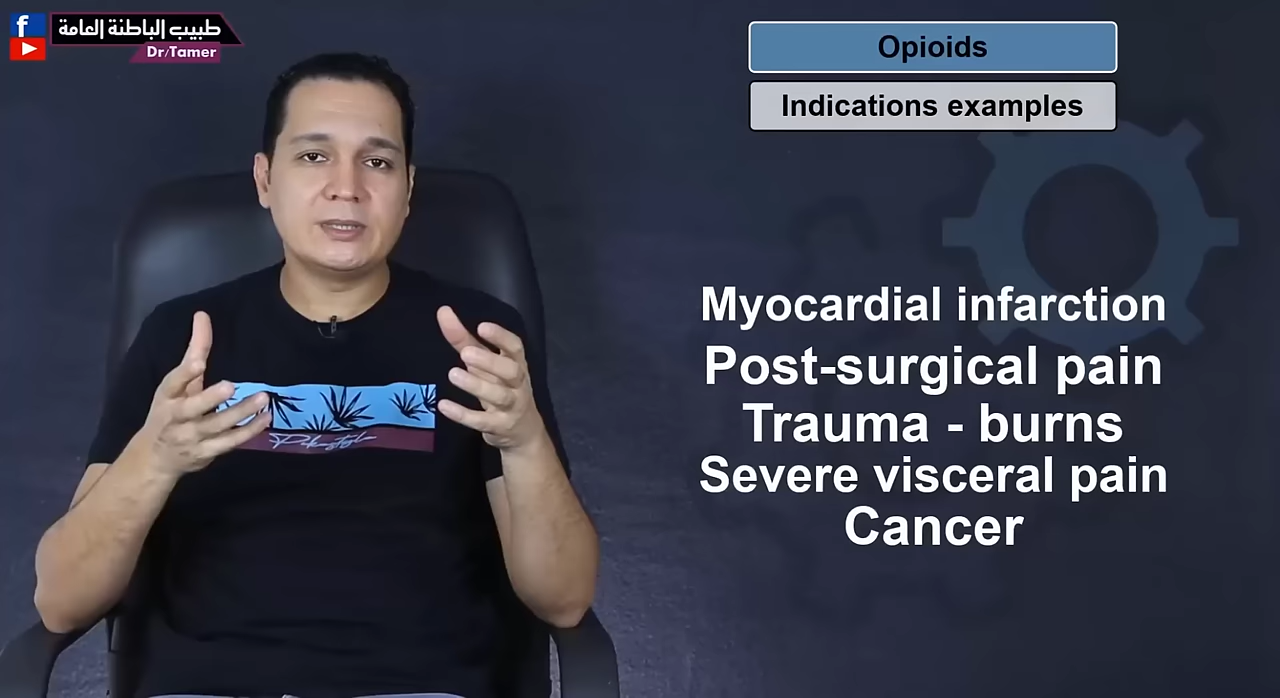 f
طبيب الباطنة العامة
Dr/Tamer
Opioids
Indications examples
Myocardial infarction
Post-surgical pain
Trauma - burns
Severe visceral pain
Cancer